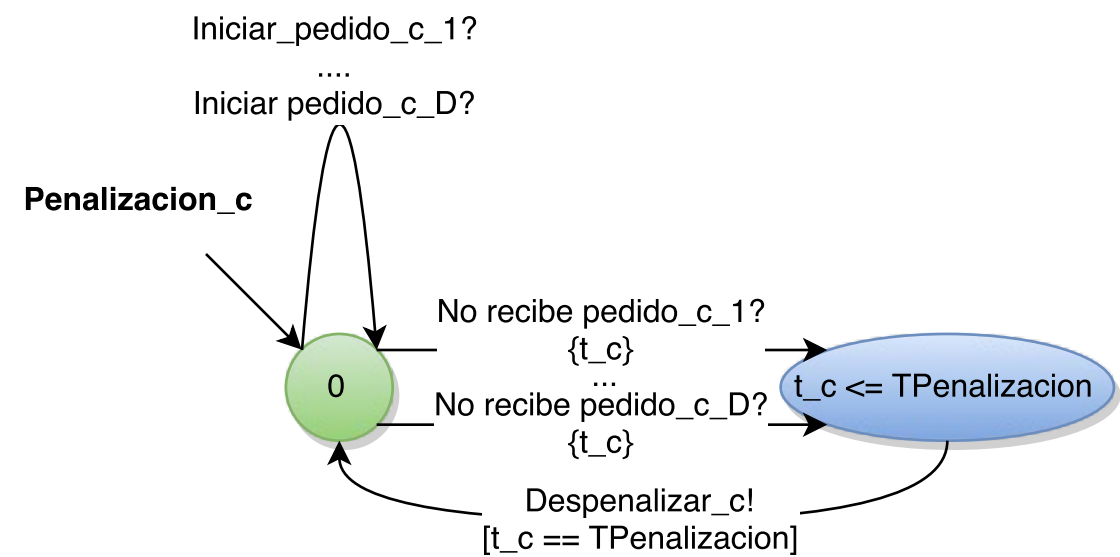 Iniciar_pedido_c_1?
....
Iniciar pedido_c_D?
Penalizacion_c
No recibe pedido_c_1?
{t_c}
...
No recibe pedido_c_D?
{t_c}
0
t_c <= TPenalizacion
Despenalizar_c!
[t_c == TPenalizacion]